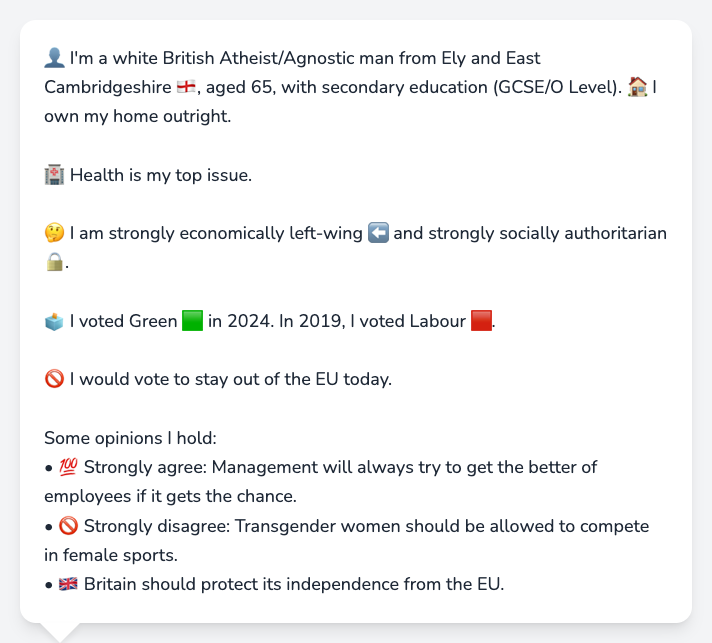 👤 I'm a white British Atheist/Agnostic man from Ely and East
Cambridgeshire 🏴󠁧󠁢󠁥󠁮󠁧󠁿, aged 65, with secondary education (GCSE/O Level). 🏠 I
own my home outright.
🏥 Health is my top issue.
🤔 I am strongly economically left-wing ⬅️ and strongly socially authoritarian
🔒.
🗳️ I voted Green 🟩 in 2024. In 2019, I voted Labour 🟥.
🚫 I would vote to stay out of the EU today.
Some opinions I hold:
• 💯 Strongly agree: Management will always try to get the better of
employees if it gets the chance.
• 🚫 Strongly disagree: Transgender women should be allowed to compete
in female sports.
• 🇬🇧 Britain should protect its independence from the EU.